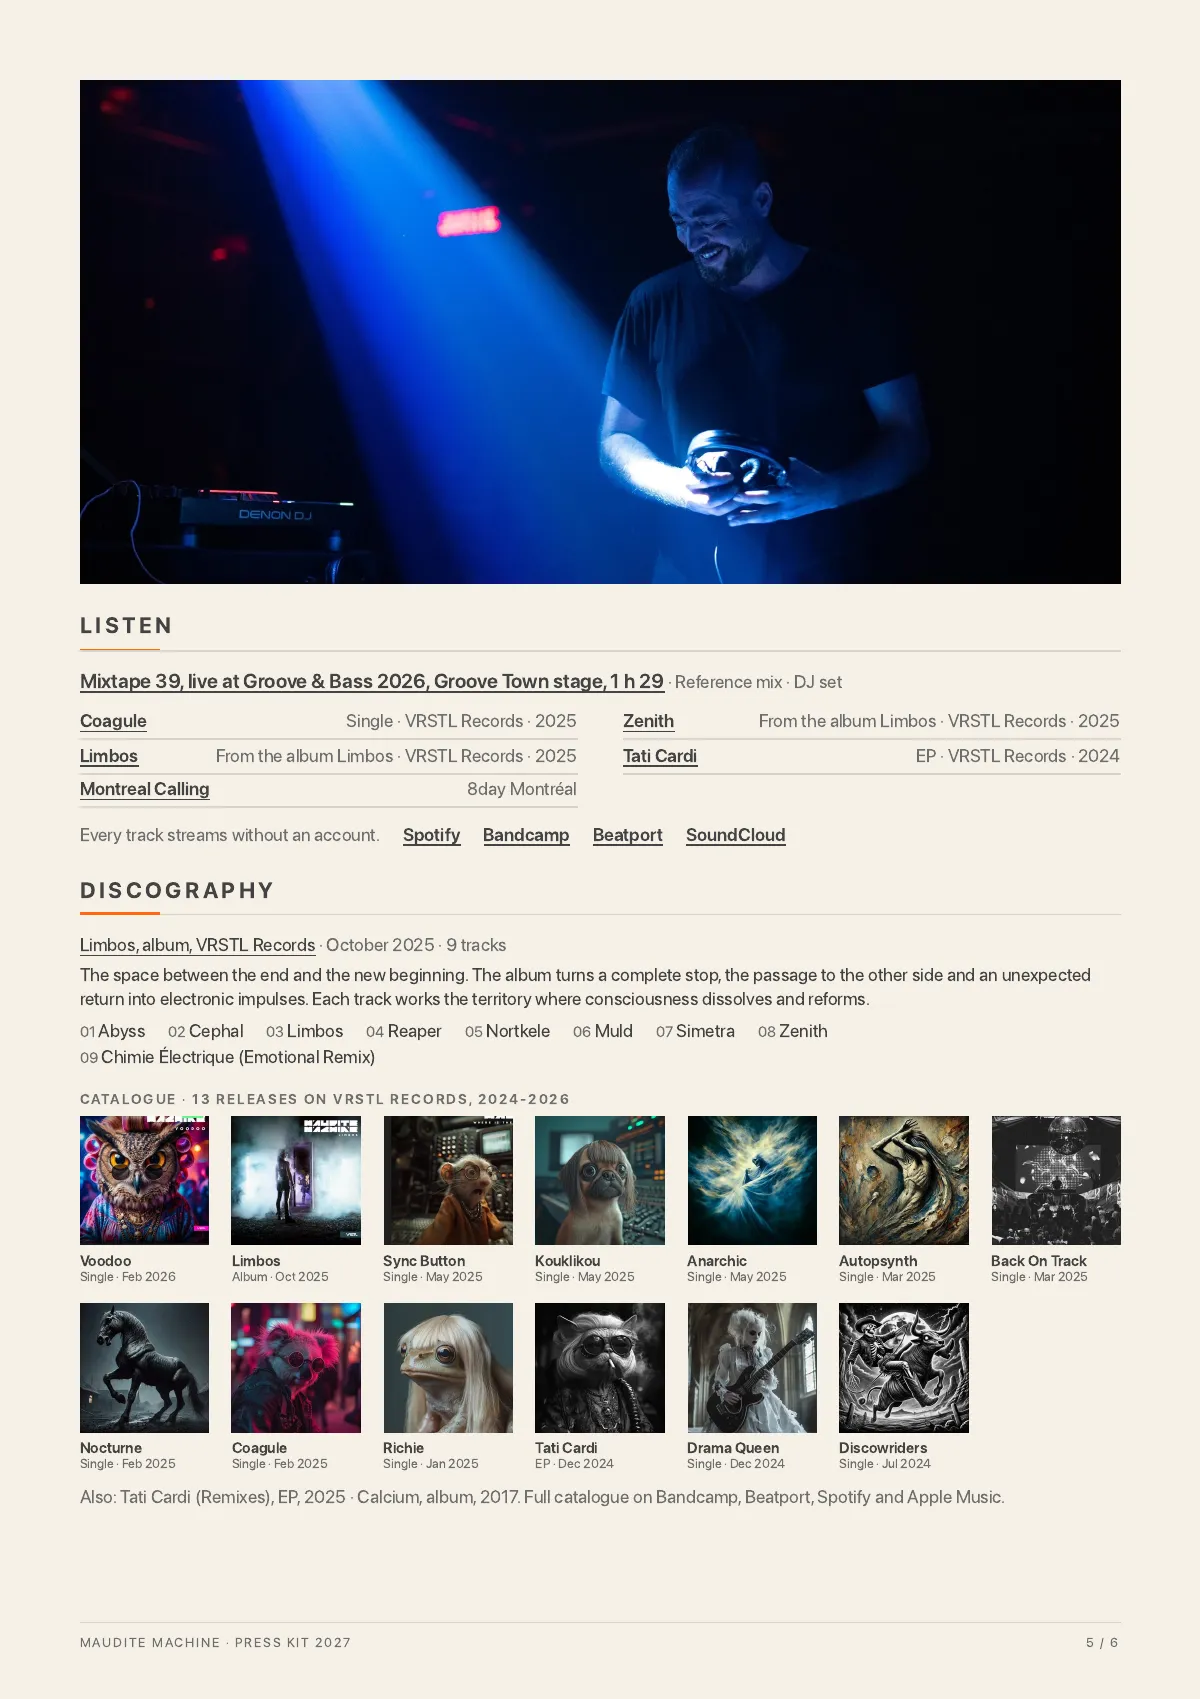 DENON DJ
LISTEN
Mixtape 39, live at Groove & Bass 2026, Groove Town stage, 1 h 29 · Reference mix · DJ set
Coagule Single · VRSTL Records · 2025
Zenith From the album Limbos · VRSTL Records · 2025
Limbos From the album Limbos · VRSTL Records · 2025
Tati Cardi EP · VRSTL Records · 2024
Montreal Calling 8day Montréal
Every track streams without an account. Spotify Bandcamp Beatport SoundCloud
DISCOGRAPHY
Limbos, album, VRSTL Records · October 2025 · 9 tracks
The space between the end and the new beginning. The album turns a complete stop, the passage to the other side and an unexpected
return into electronic impulses. Each track works the territory where consciousness dissolves and reforms.
01 Abyss 02 Cephal 03 Limbos 04 Reaper 05 Nortkele 06 Muld 07 Simetra 08 Zenith
09 Chimie Électrique (Emotional Remix)
CATALOGUE · 13 RELEASES ON VRSTL RECORDS, 2024-2026
VOODOO
MAUDITE
MACHINE
LIMBOS
Voodoo Limbos Sync Button Kouklikou Anarchic Autopsynth Back On Track
Single · Feb 2026 Album · Oct 2025 Single · May 2025 Single · May 2025 Single · May 2025 Single · Mar 2025 Single · Mar 2025
Nocturne Coagule Richie Tati Cardi Drama Queen Discowriders
Single · Feb 2025 Single · Feb 2025 Single · Jan 2025 EP · Dec 2024 Single · Dec 2024 Single · Jul 2024
Also: Tati Cardi (Remixes), EP, 2025 · Calcium, album, 2017. Full catalogue on Bandcamp, Beatport, Spotify and Apple Music.
MAUDITE MACHINE · PRESS KIT 2027
5 / 6